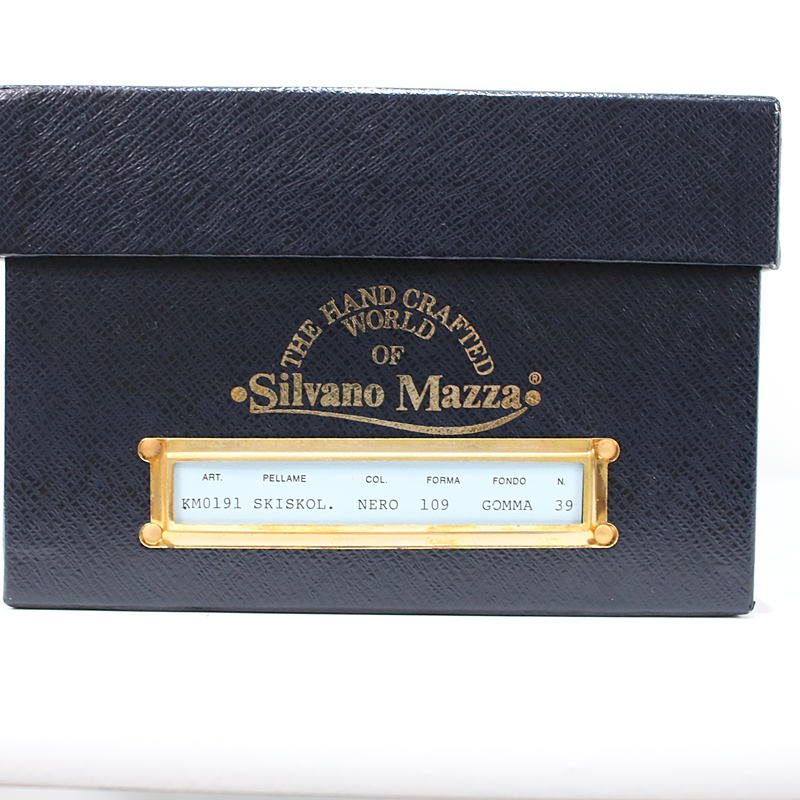 THE HAND CRAFTED
WORLD
OF
•Silvano Mazza®•
ART. PELLAME COL. FORMA FONDO N.
KM0191 SKISKOL. NERO 109 GOMMA 39